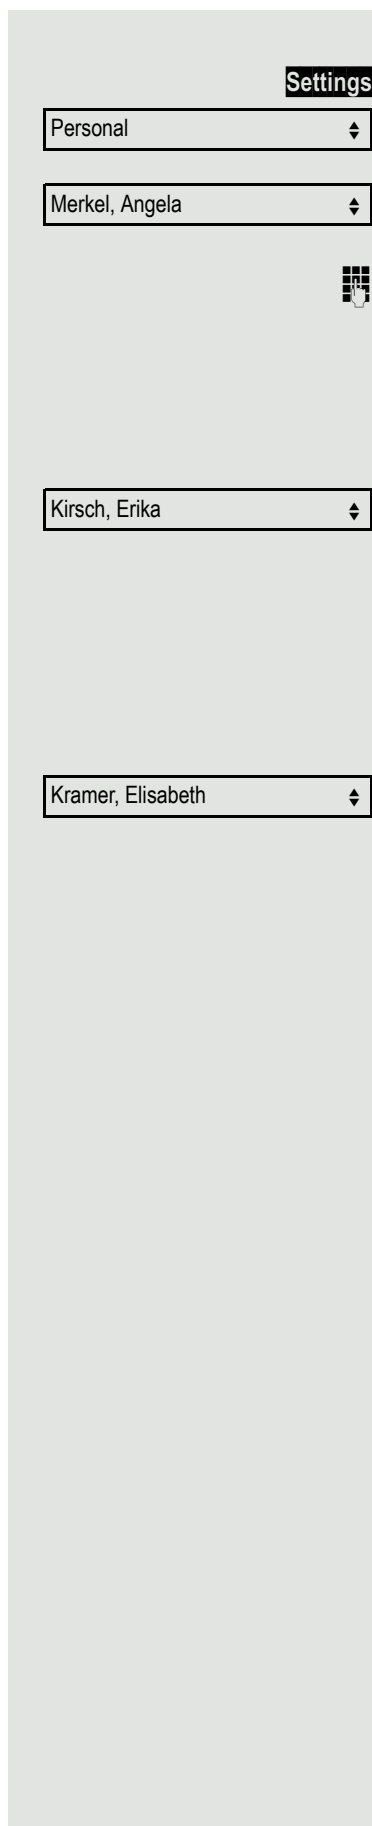 Settings
Personal
Merkel, Angela
Kirsch, Erika
Kramer, Elisabeth